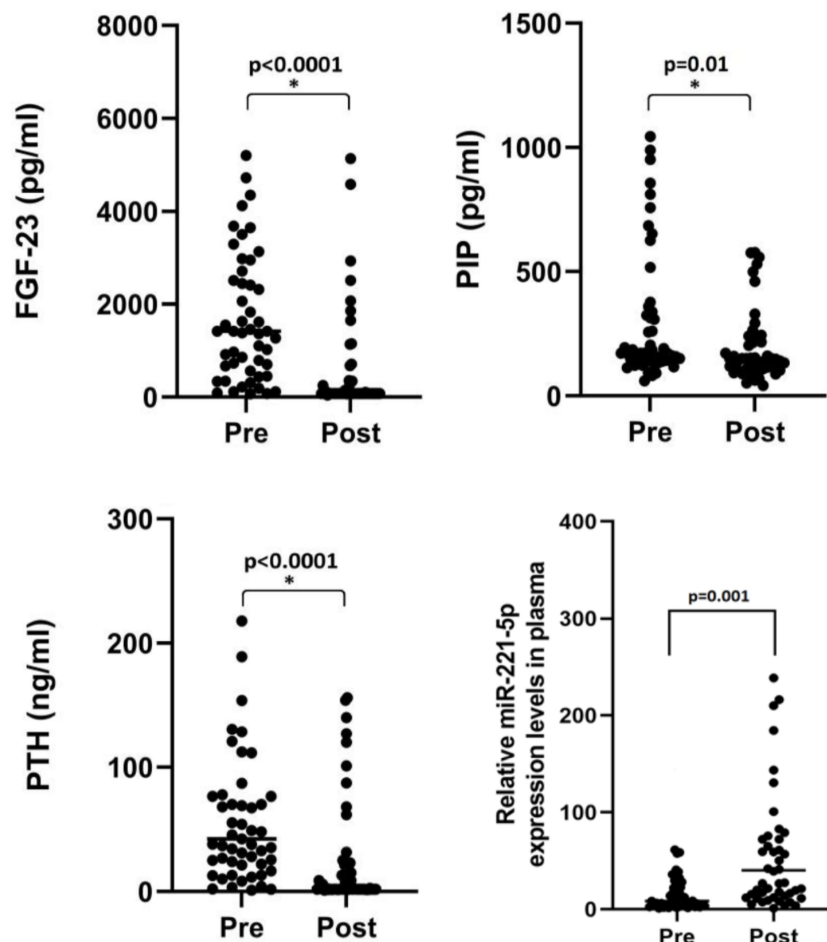 FGF-23 (pg/ml)
8000
6000
4000
2000
0
p<0.0001
*
Pre
Post
PIP (pg/ml)
1500
1000
500
0
p=0.01
*
Pre
Post
PTH (ng/ml)
300
200
100
0
p<0.0001
*
Pre
Post
Relative miR-221-5p
expression levels in plasma
400
300
200
100
0
p=0.001
Pre
Post